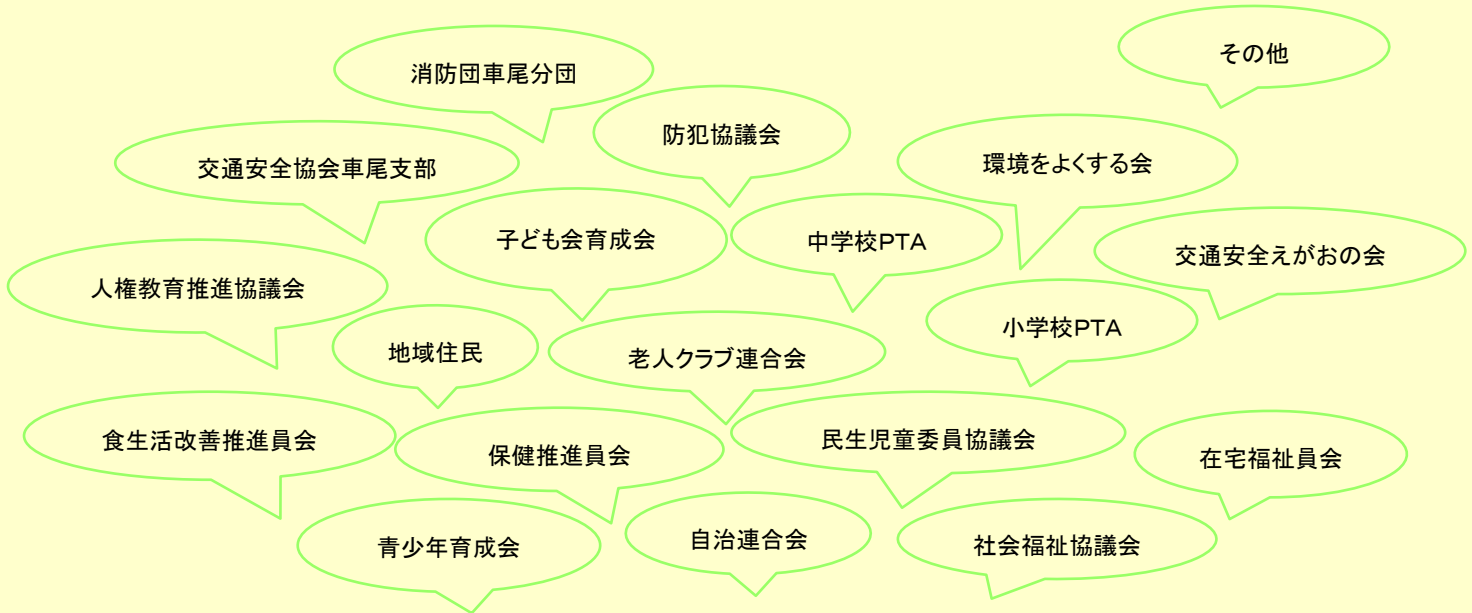 その他
消防団車尾分団
防犯協議会
交通安全協会車尾支部
環境をよくする会
子ども会育成会
中学校PTA
交通安全えがおの会
人権教育推進協議会
小学校PTA
地域住民
老人クラブ連合会
食生活改善推進員会
保健推進員会
民生児童委員協議会
在宅福祉員会
青少年育成会
自治連合会
社会福祉協議会